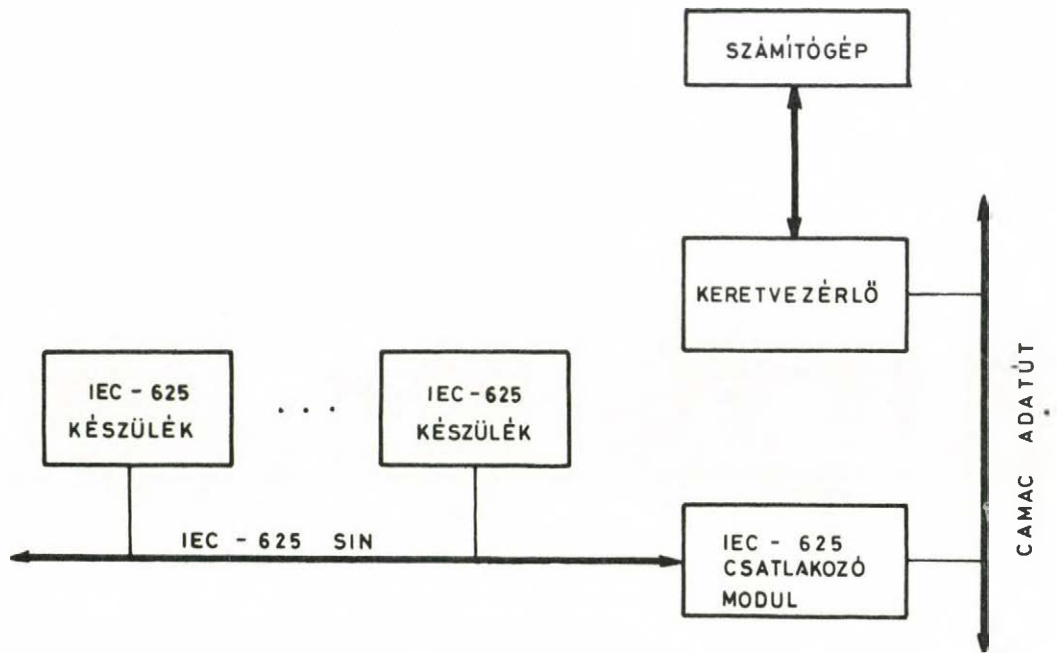 SZÁMÍTÓGÉP
KERETVEZÉRLŐ
CAMAC ADATÚT
IEC - 625
KÉSZÜLÉK
. . .
IEC - 625
KÉSZÜLÉK
IEC - 625 SIN
IEC - 625
CSATLAKOZÓ
MODUL